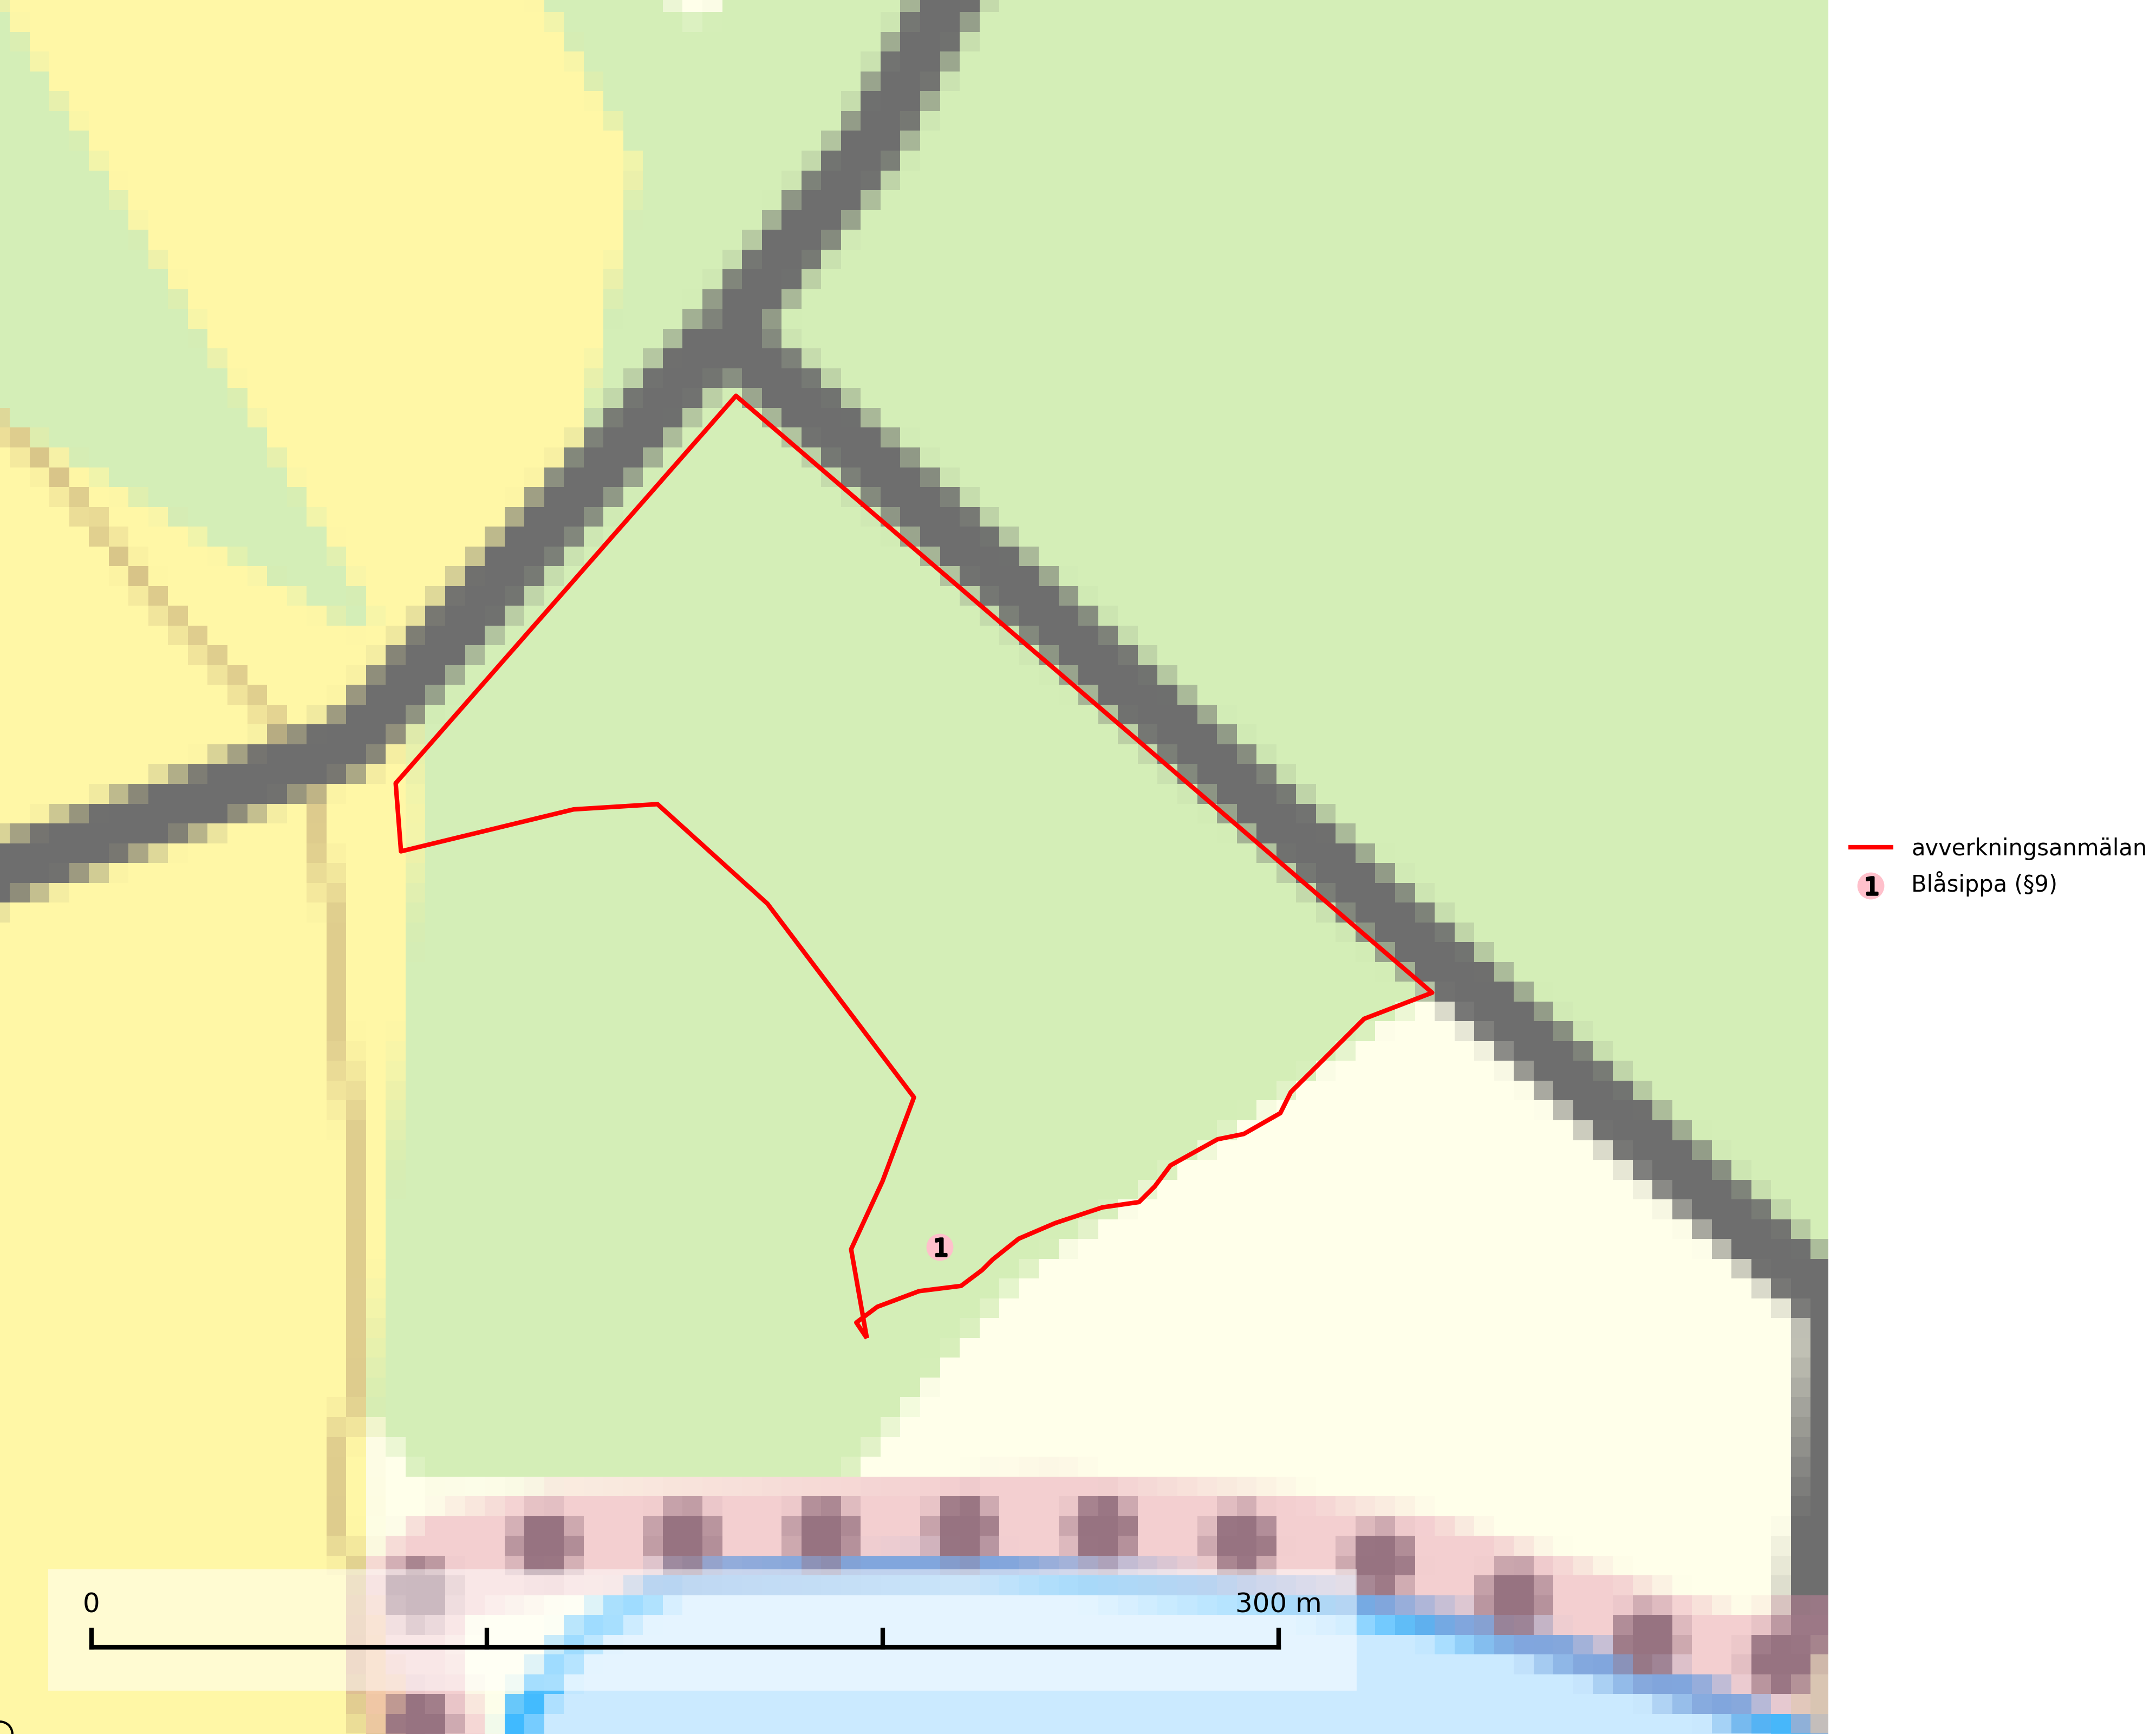 avverkningsanmälan
1 Blåsippa (§9)
1
0 300 m